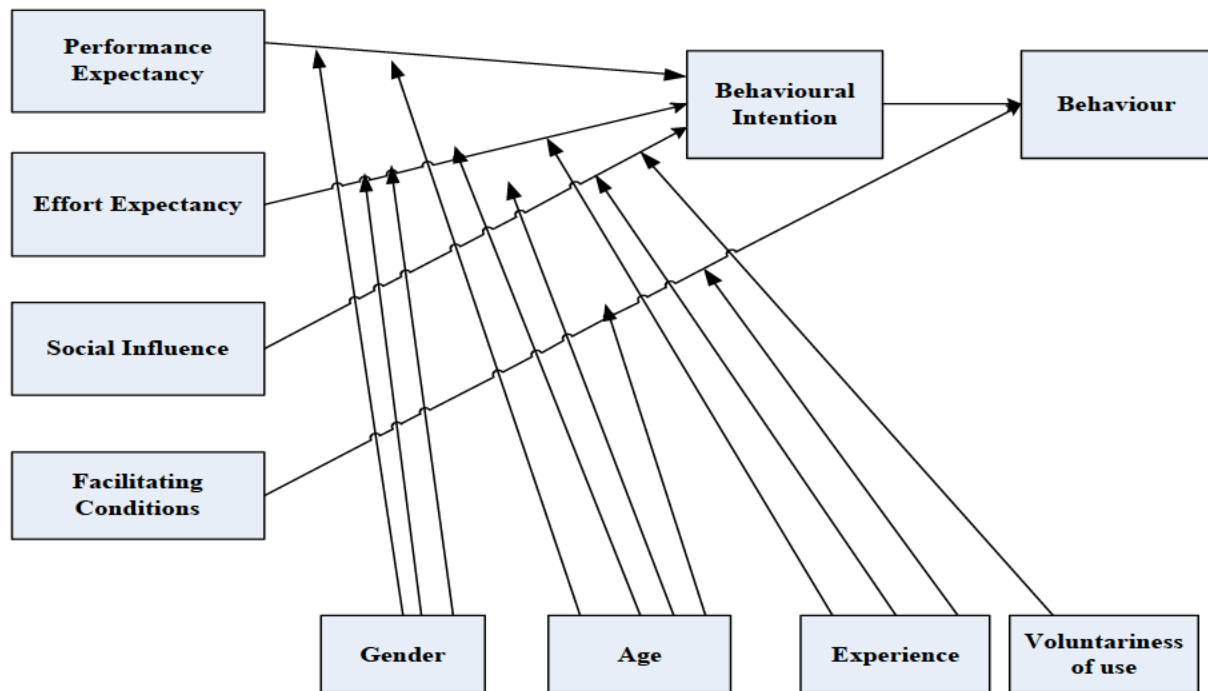 Performance
Expectancy
Behavioural
Intention
Behaviour
Effort Expectancy
Social Influence
Facilitating
Conditions
Gender
Age
Experience
Voluntariness
of use